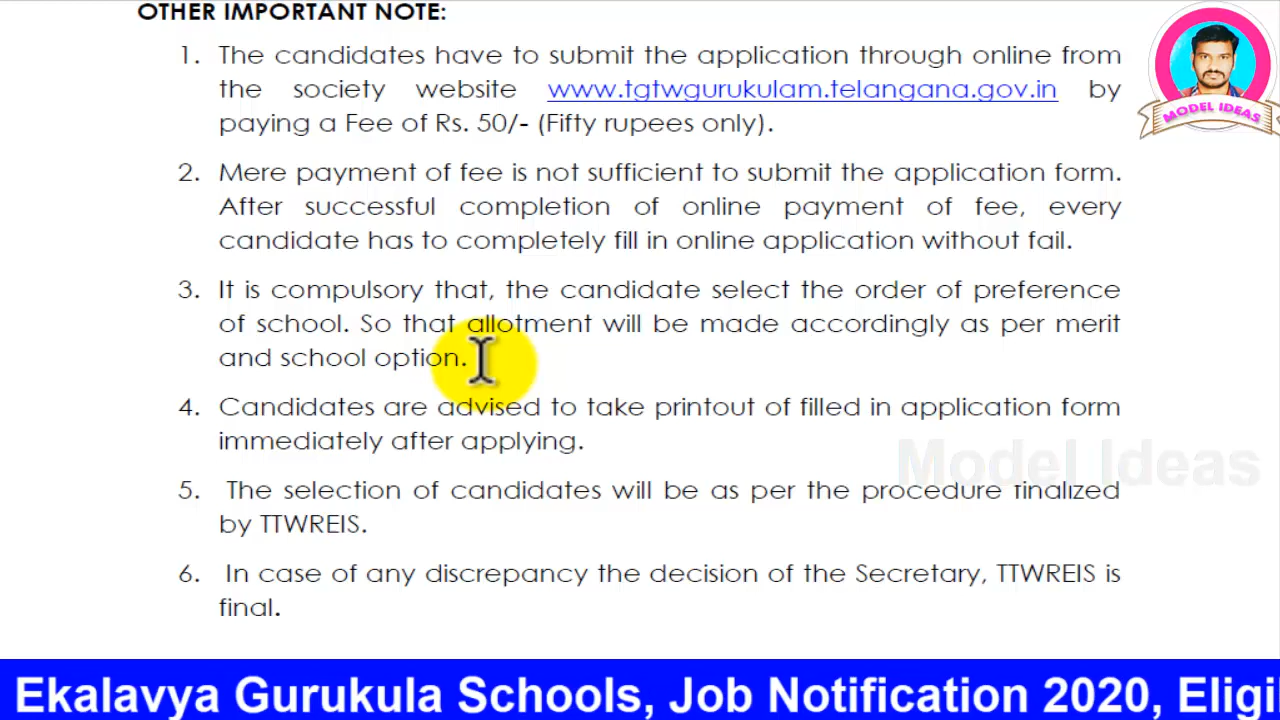 OTHER IMPORTANT NOTE:
1. The candidates have to submit the application through online from
the society website www.tgtwgurukulam.telangana.gov.in by
paying a Fee of Rs. 50/- (Fifty rupees only).
MODEL IDEAS
2. Mere payment of fee is not sufficient to submit the application form.
After successful completion of online payment of fee, every
candidate has to completely fill in online application without fail.
3. It is compulsory that, the candidate select the order of preference
of school. So that allotment will be made accordingly as per merit
and school option.
4. Candidates are advised to take printout of filled in application form
immediately after applying.
Model Ideas
5. The selection of candidates will be as per the procedure finalized
by TTWREIS.
6. In case of any discrepancy the decision of the Secretary, TTWREIS is
final.
Ekalavya Gurukula Schools, Job Notification 2020, Eligi